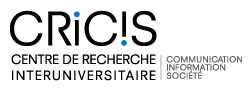 CRiCiS
CENTRE DE RECHERCHE
INTERUNIVERSITAIRE
COMMUNICATION
INFORMATION
SOCIÉTÉ